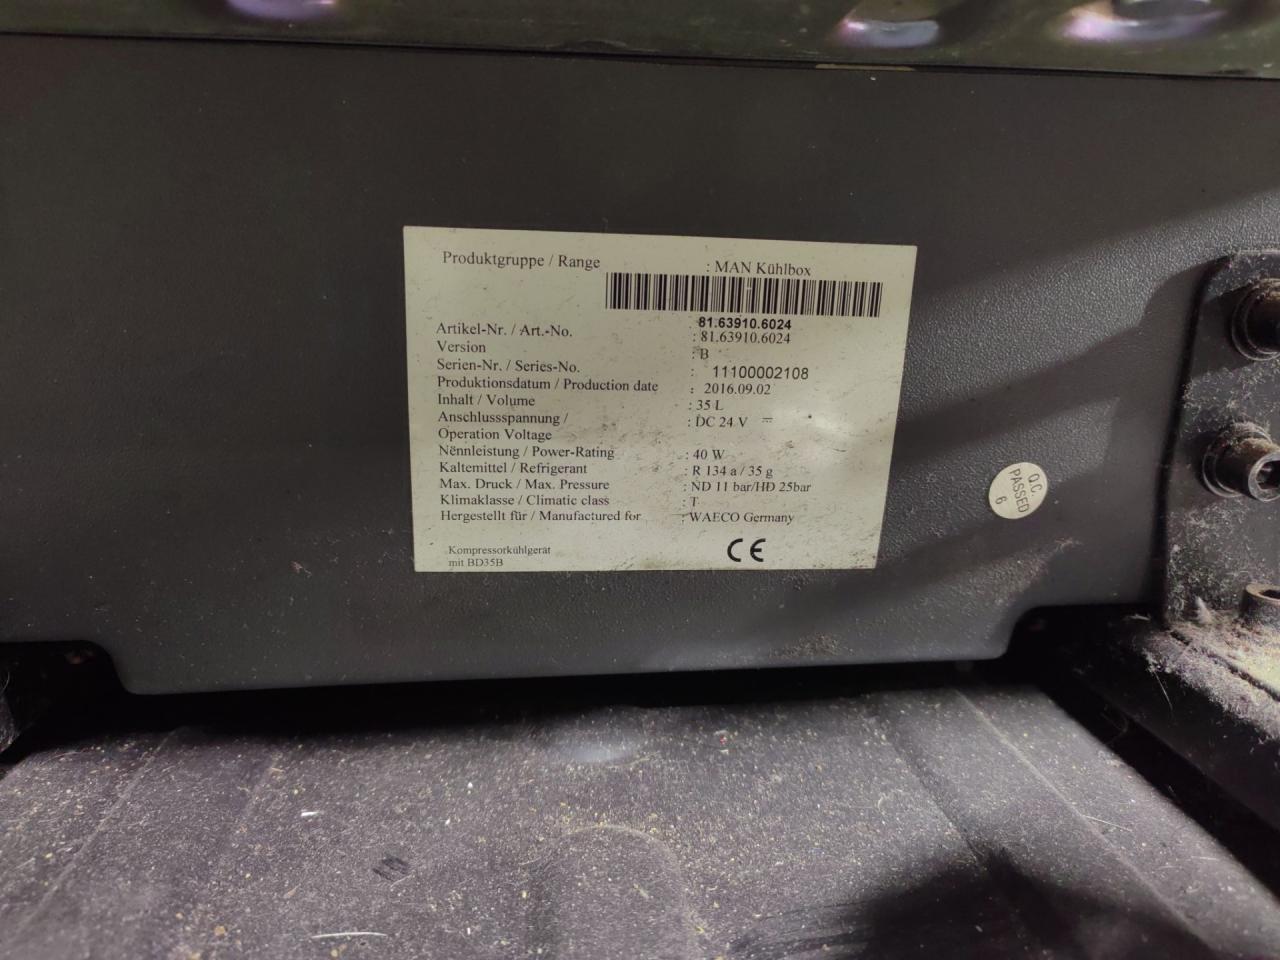 Produktgruppe / Range : MAN Kühlbox
81.63910.6024
Artikel-Nr. / Art.-No. : 81.63910.6024
Version : B
Serien-Nr. / Series-No. : 11100002108
Produktionsdatum / Production date : 2016.09.02
Inhalt / Volume : 35 L
Anschlussspannung / : DC 24 V ⎓
Operation Voltage
Nënnleistung / Power-Rating : 40 W
Kaltemittel / Refrigerant : R 134 a / 35 g
Max. Druck / Max. Pressure : ND 11 bar/HD 25bar
Klimaklasse / Climatic class : T
Hergestellt für / Manufactured for : WAECO Germany
Kompressorkühlgerät
mit BD35B
CE
Q.C.
PASSED
6